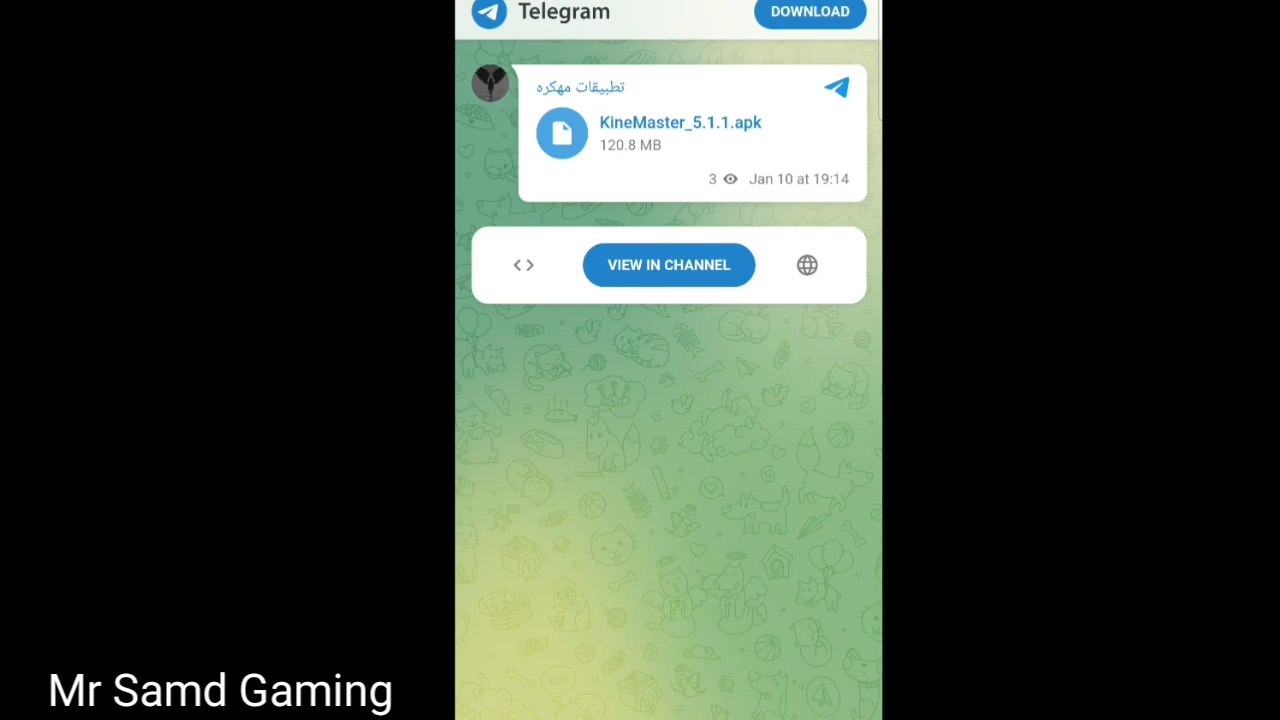 Telegram
DOWNLOAD
تطبيقات مهكره
KineMaster_5.1.1.apk
120.8 MB
3 Jan 10 at 19:14
VIEW IN CHANNEL
Mr Samd Gaming